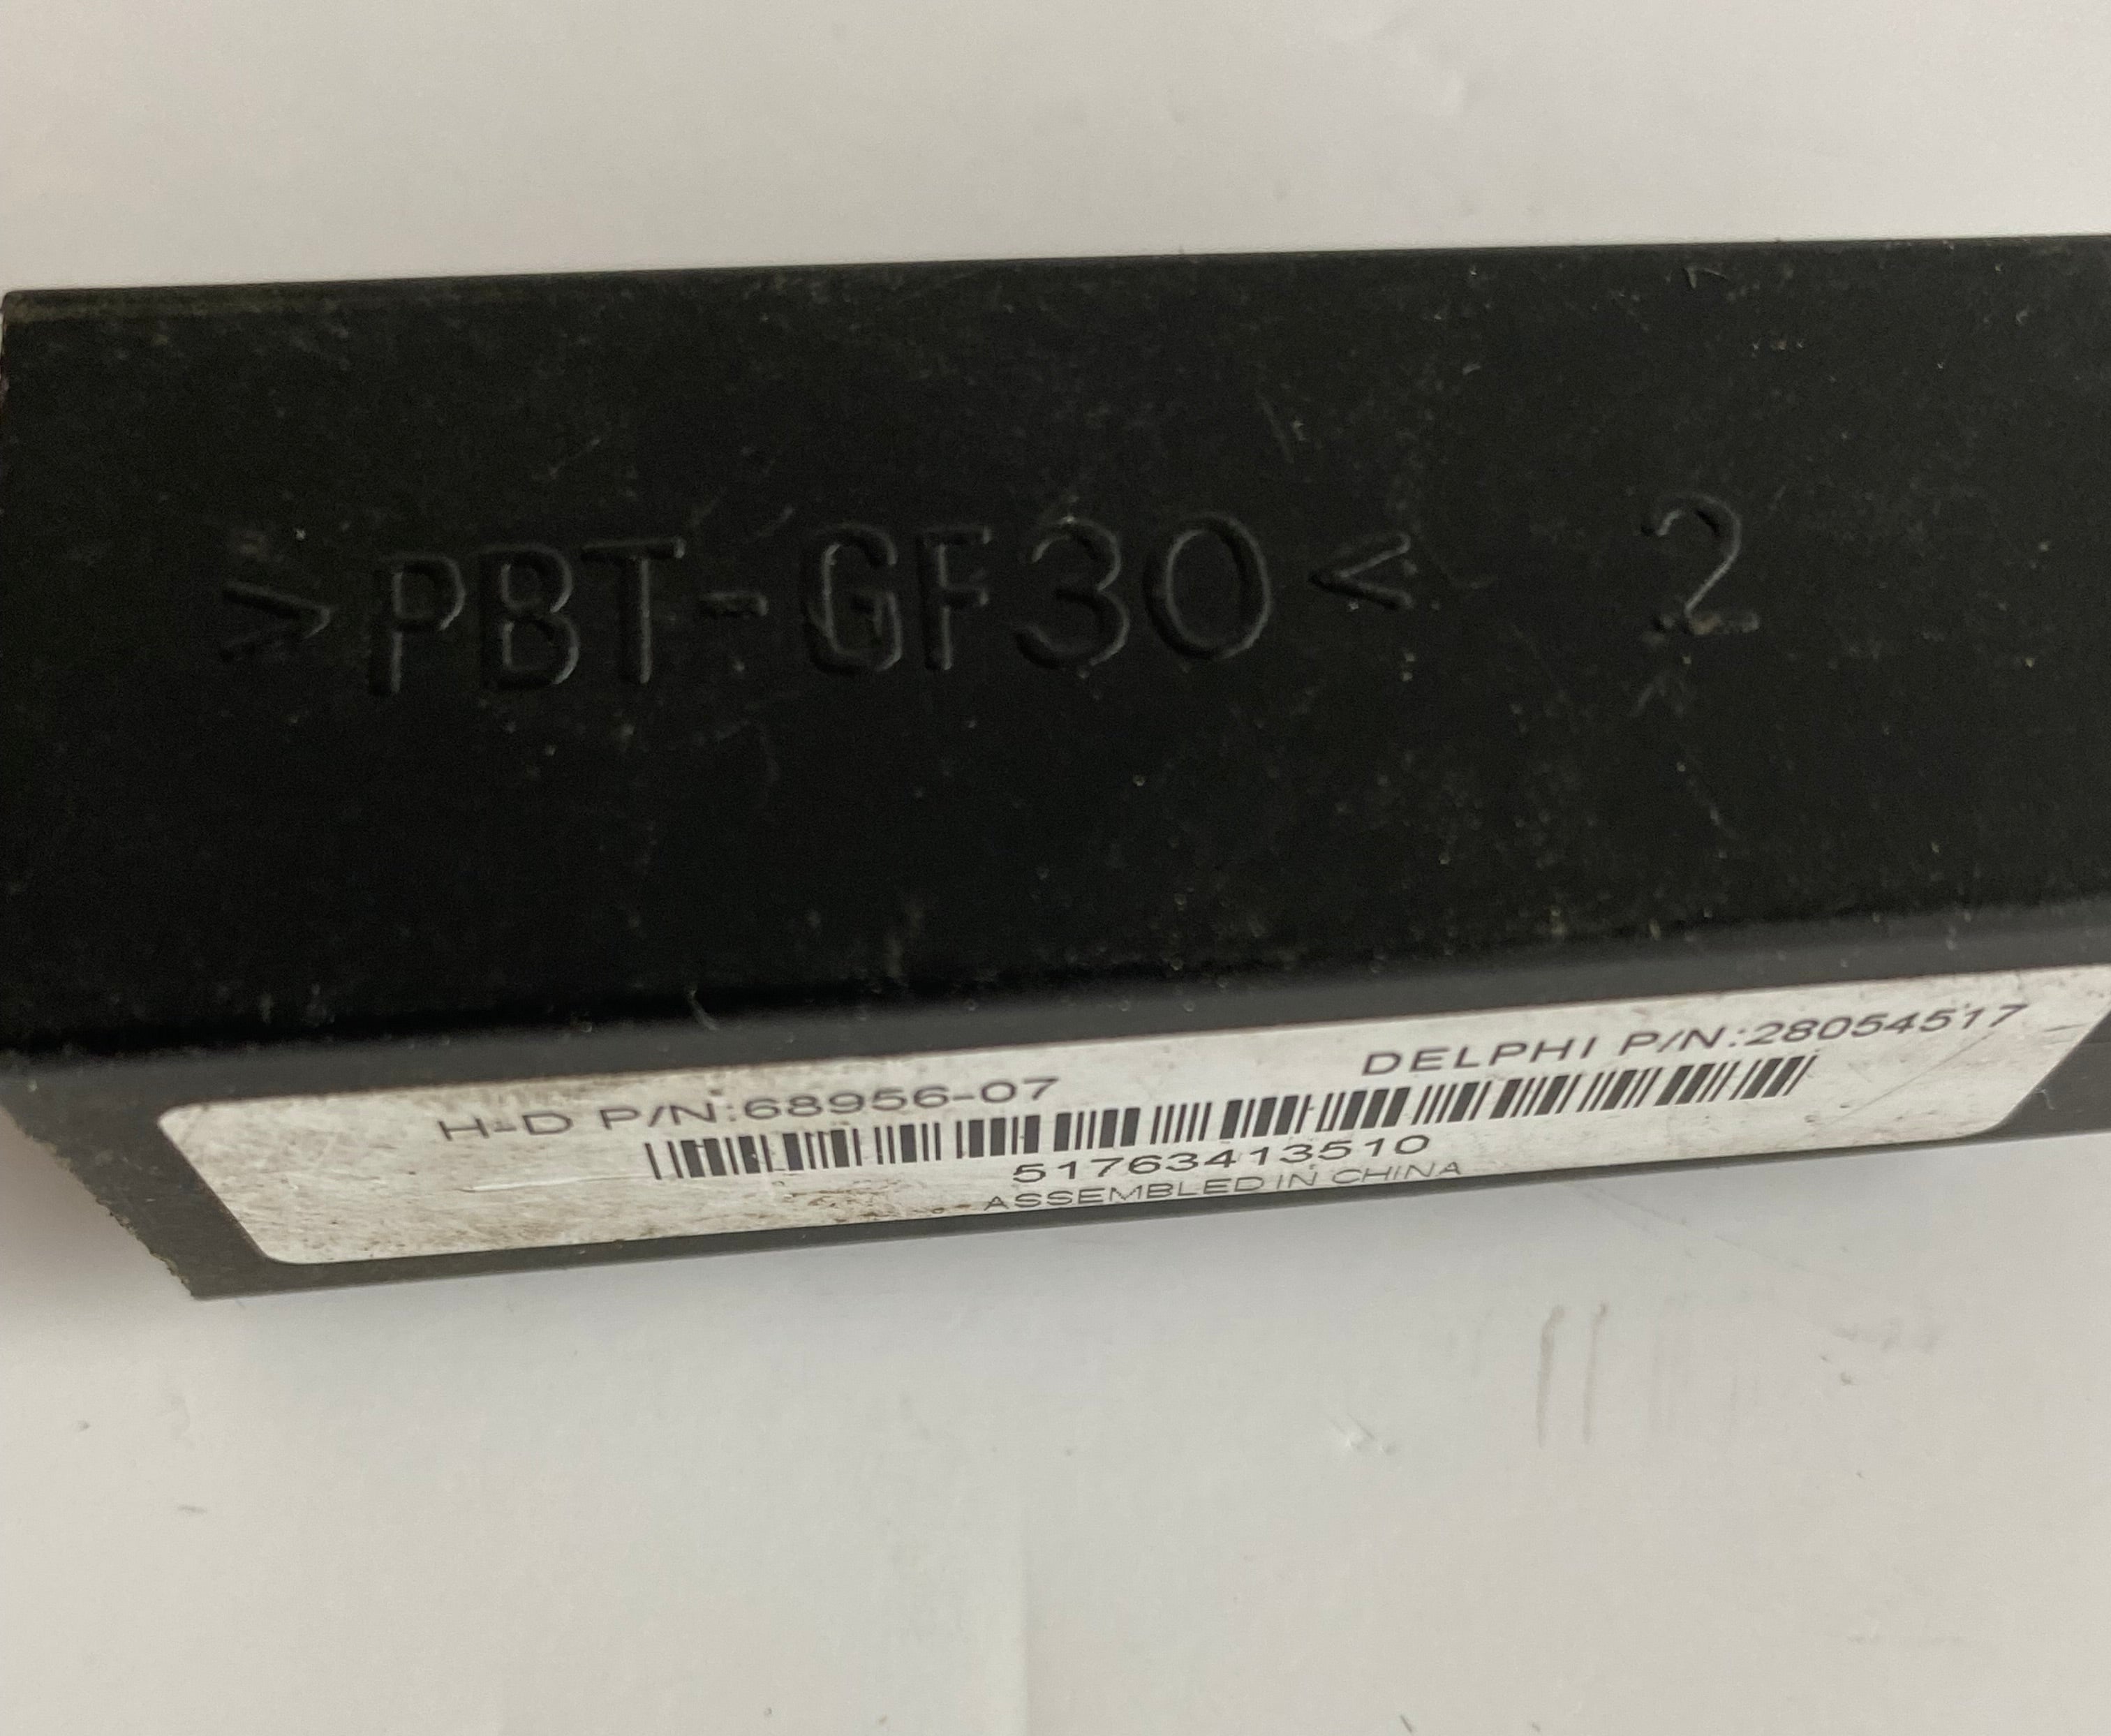 >PBT-GF30< 2
H-D P/N:68956-07 DELPHI P/N:28054517
51763413510
ASSEMBLED IN CHINA